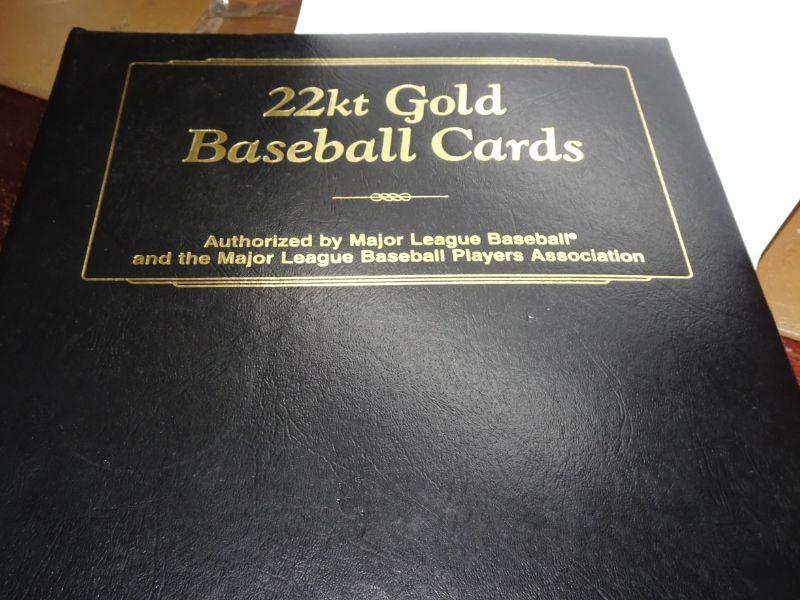 22kt Gold
Baseball Cards
Authorized by Major League Baseball®
and the Major League Baseball Players Association